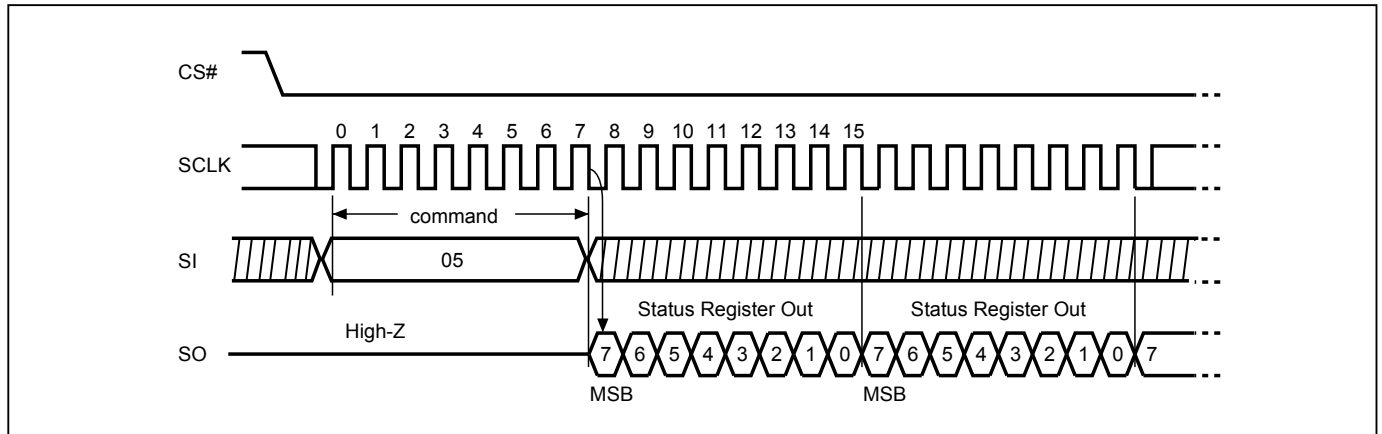 CS#
0 1 2 3 4 5 6 7 8 9 10 11 12 13 14 15
SCLK
command
SI 05
Status Register Out Status Register Out
High-Z
SO 7 6 5 4 3 2 1 0 7 6 5 4 3 2 1 0 7
MSB MSB